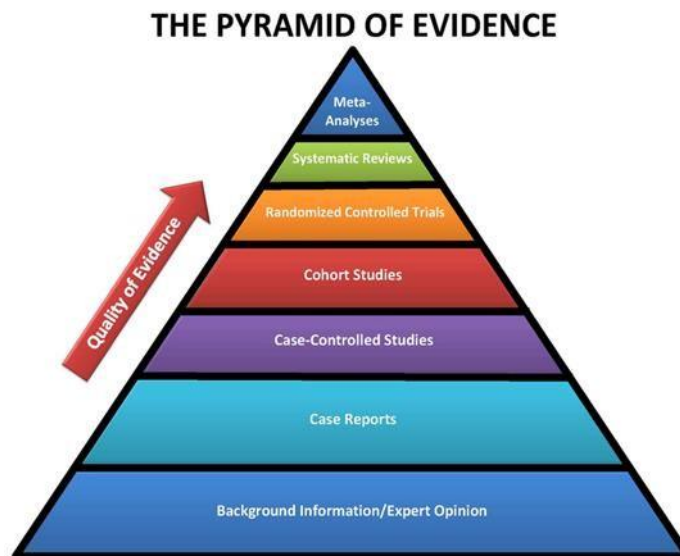 THE PYRAMID OF EVIDENCE
Meta-
Analyses
Systematic Reviews
Randomized Controlled Trials
Cohort Studies
Case-Controlled Studies
Case Reports
Background Information/Expert Opinion
Quality of Evidence